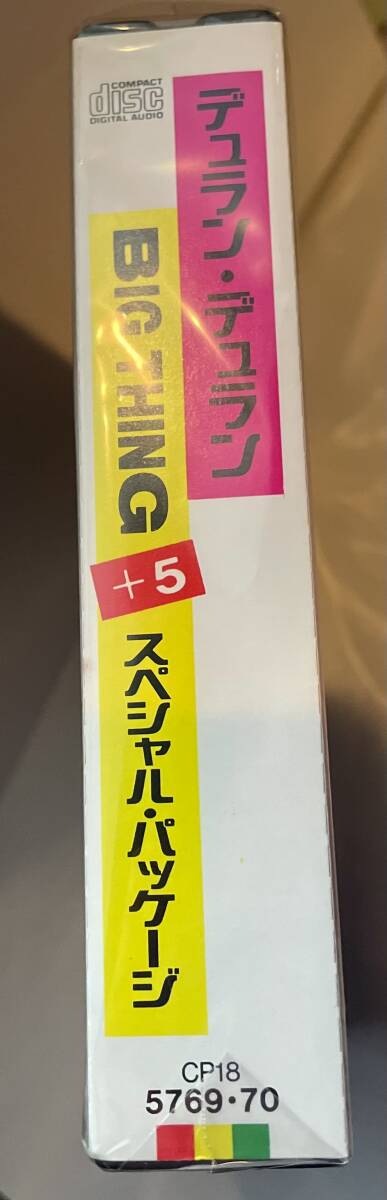 COMPACT
disc
DIGITAL AUDIO
デュラン・デュラン
BIG THING
+5
スペシャル・パッケージ
CP18
5769・70